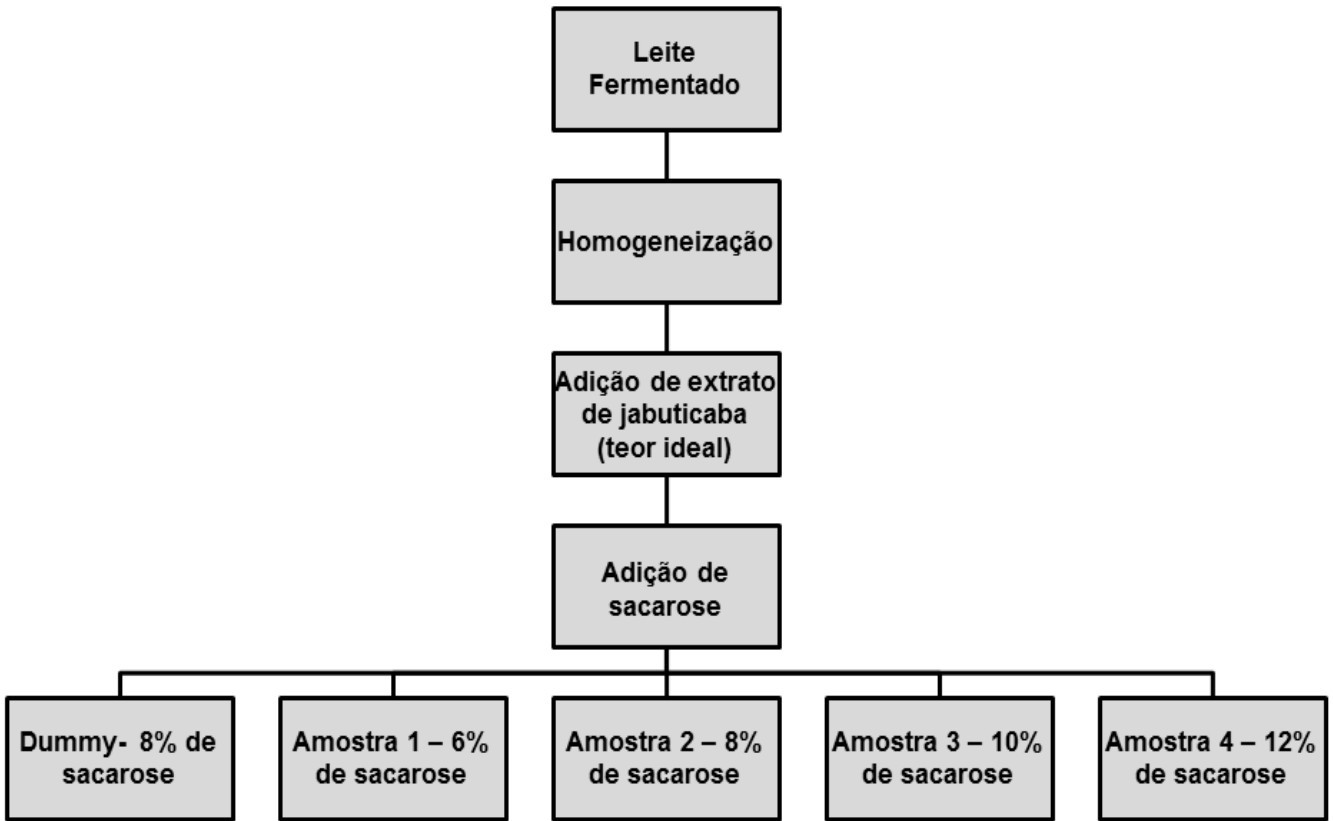 Leite
Fermentado
Homogeneização
Adição de extrato
de jabuticaba
(teor ideal)
Adição de
sacarose
Dummy- 8% de
sacarose
Amostra 1 – 6%
de sacarose
Amostra 2 – 8%
de sacarose
Amostra 3 – 10%
de sacarose
Amostra 4 – 12%
de sacarose